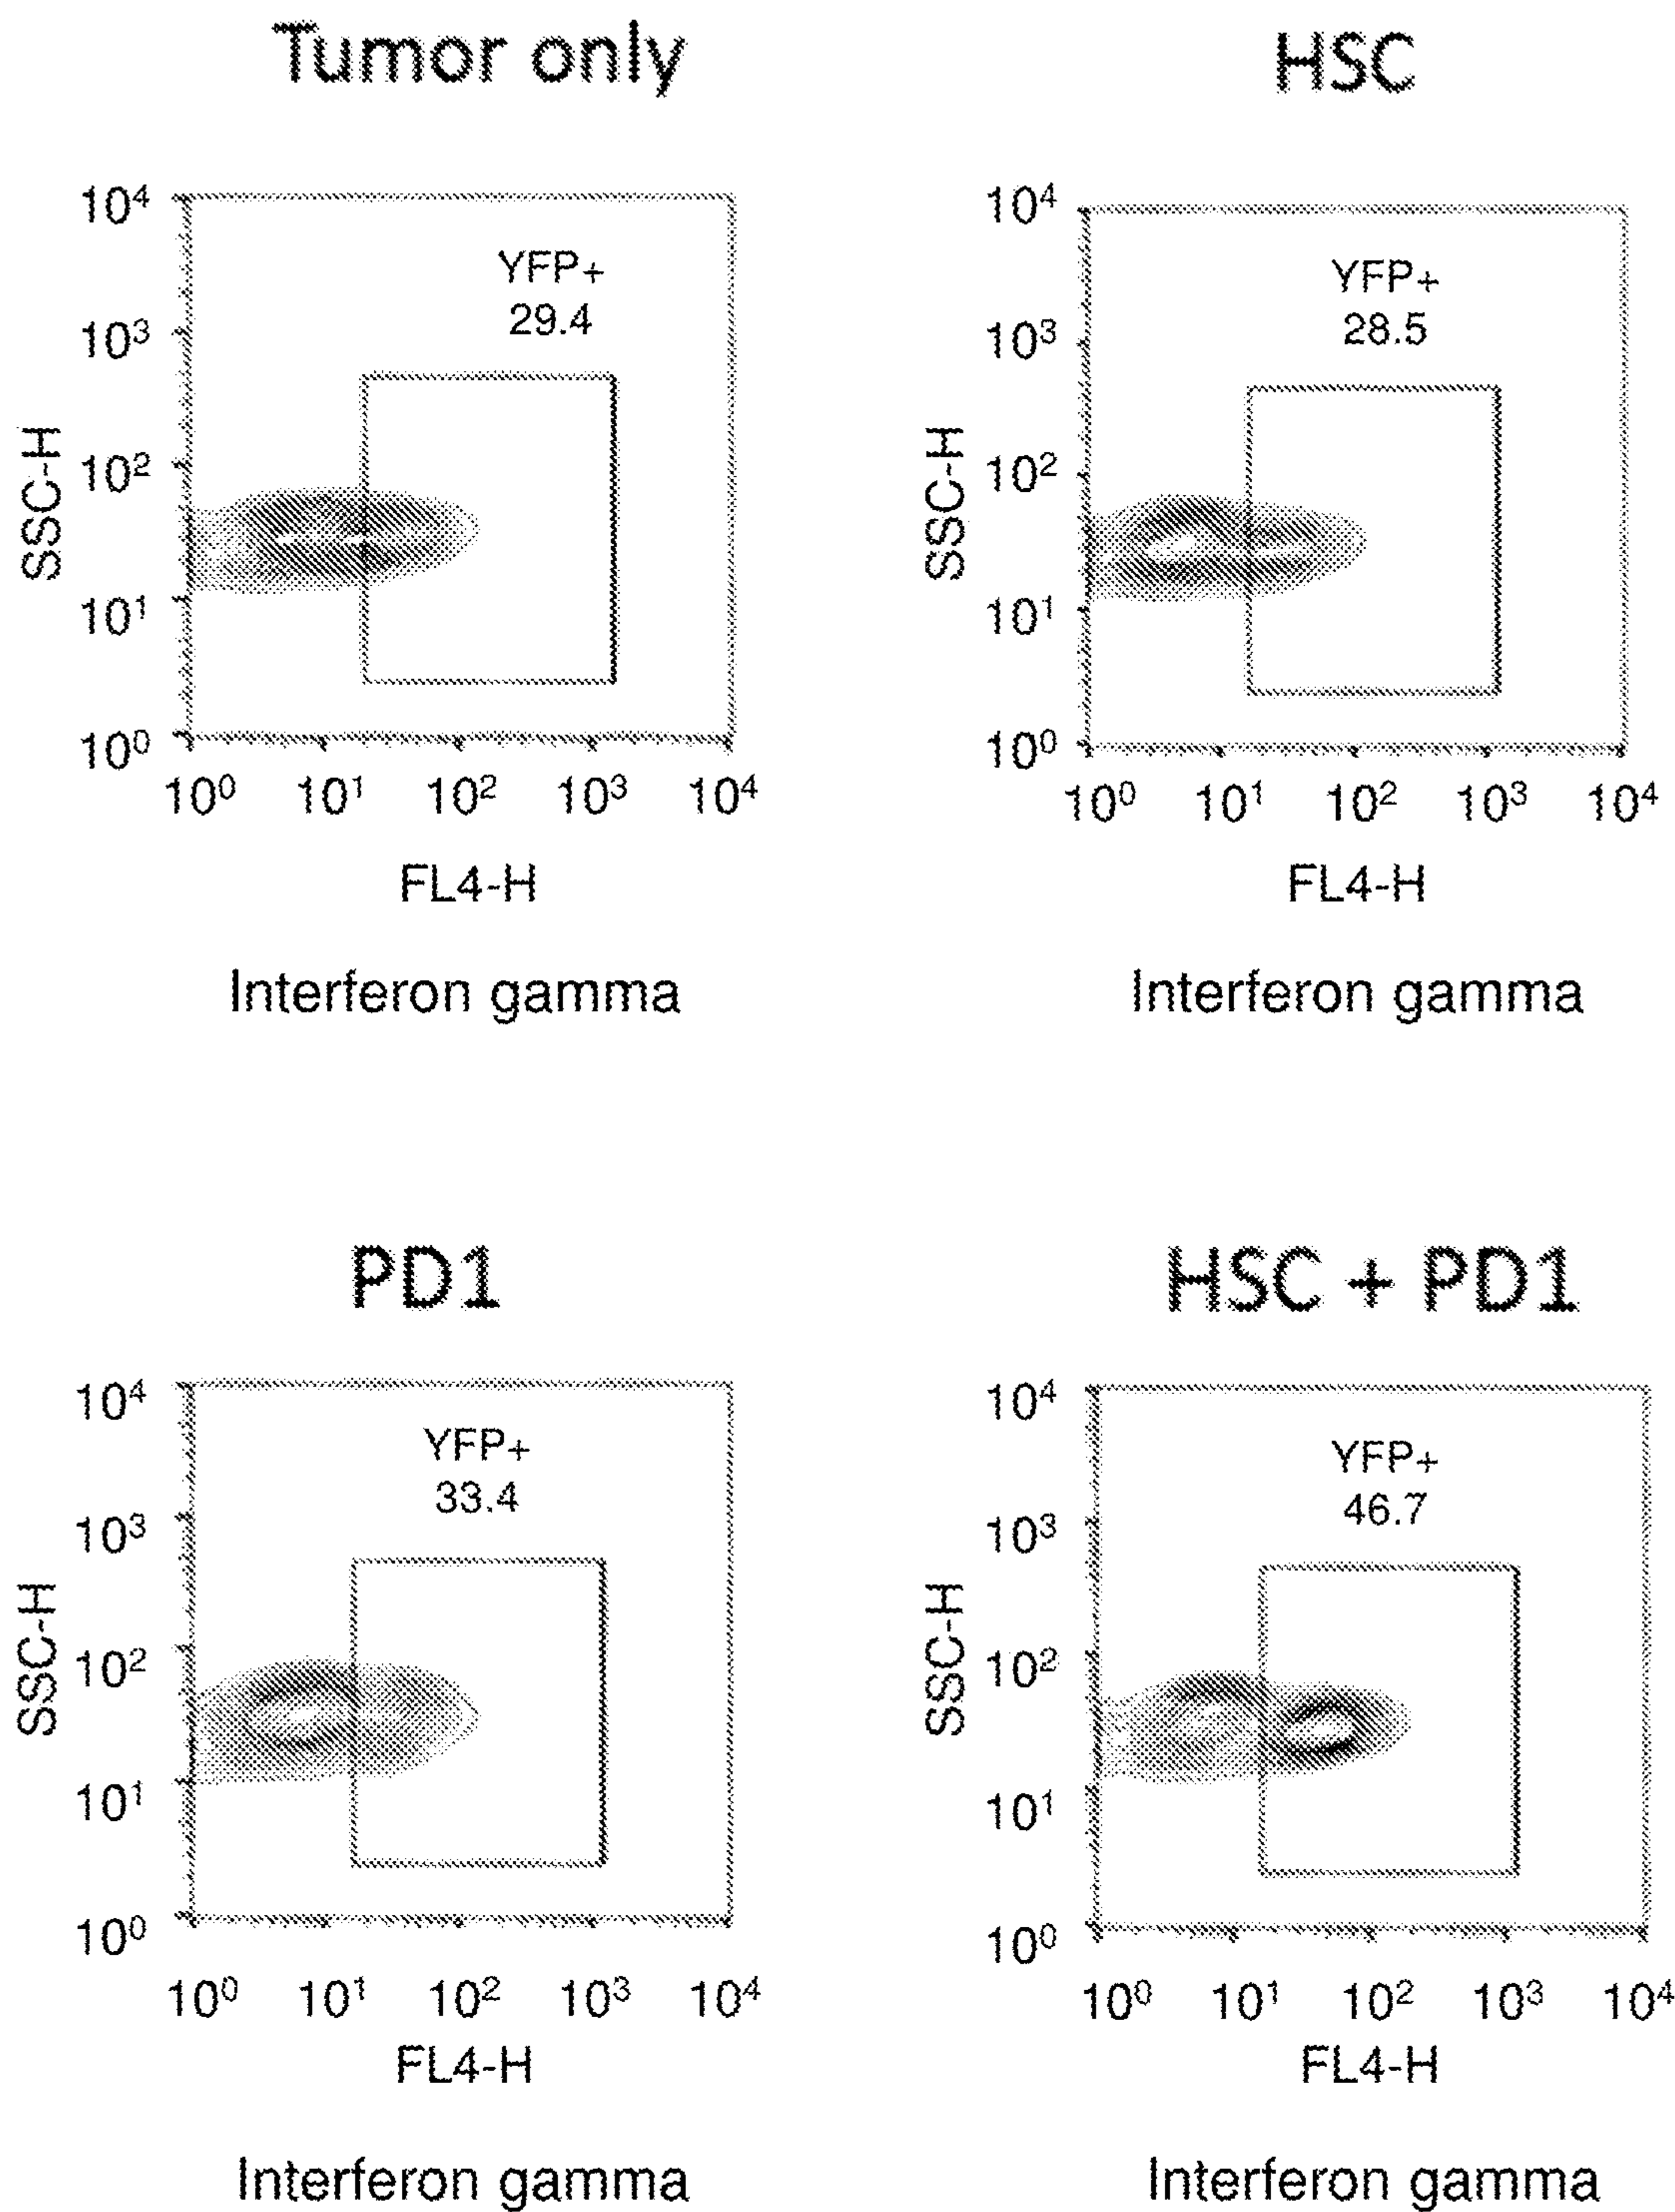 Tumor only
10⁴
YFP+
29.4
10³
10²
10¹
10⁰
SSC-H
10⁰ 10¹ 10² 10³ 10⁴
FL4-H
Interferon gamma
HSC
10⁴
YFP+
28.5
10³
10²
10¹
10⁰
SSC-H
10⁰ 10¹ 10² 10³ 10⁴
FL4-H
Interferon gamma
PD1
10⁴
YFP+
33.4
10³
10²
10¹
10⁰
SSC-H
10⁰ 10¹ 10² 10³ 10⁴
FL4-H
Interferon gamma
HSC + PD1
10⁴
YFP+
46.7
10³
10²
10¹
10⁰
SSC-H
10⁰ 10¹ 10² 10³ 10⁴
FL4-H
Interferon gamma